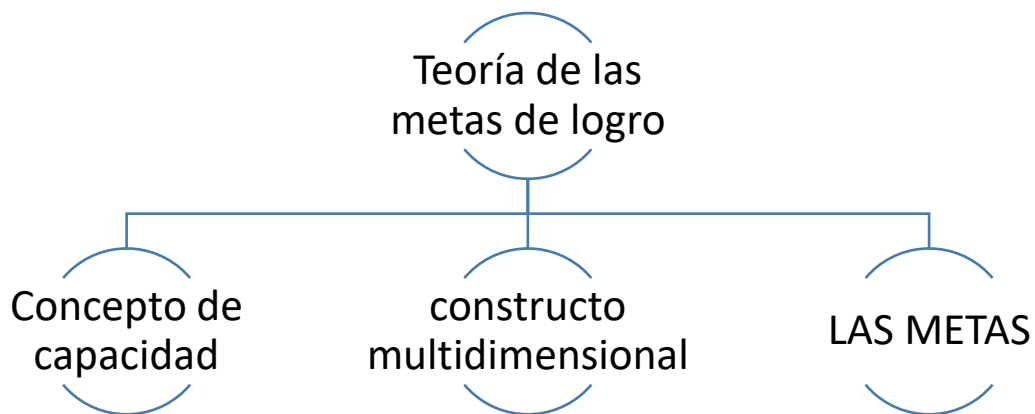 Teoría de las
metas de logro
Concepto de
capacidad
constructo
multidimensional
LAS METAS